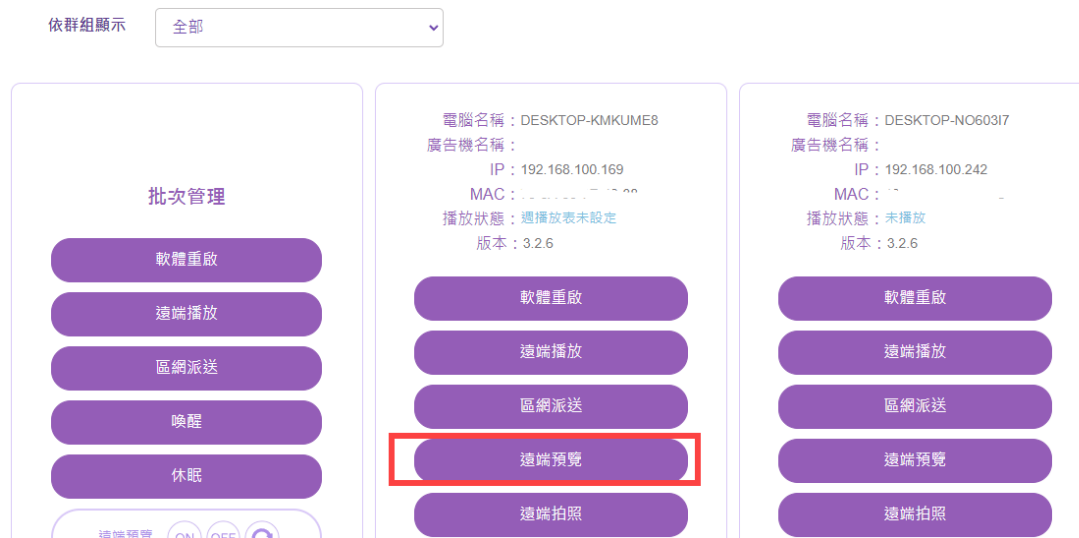 依群組顯示
全部
批次管理
軟體重啟
遠端播放
區網派送
喚醒
休眠
遠端預覽 ON OFF
電腦名稱：DESKTOP-KMKUME8
廣告機名稱：
IP：192.168.100.169
MAC：
播放狀態：週播放表未設定
版本：3.2.6
軟體重啟
遠端播放
區網派送
遠端預覽
遠端拍照
電腦名稱：DESKTOP-NO603I7
廣告機名稱：
IP：192.168.100.242
MAC：
播放狀態：未播放
版本：3.2.6
軟體重啟
遠端播放
區網派送
遠端預覽
遠端拍照